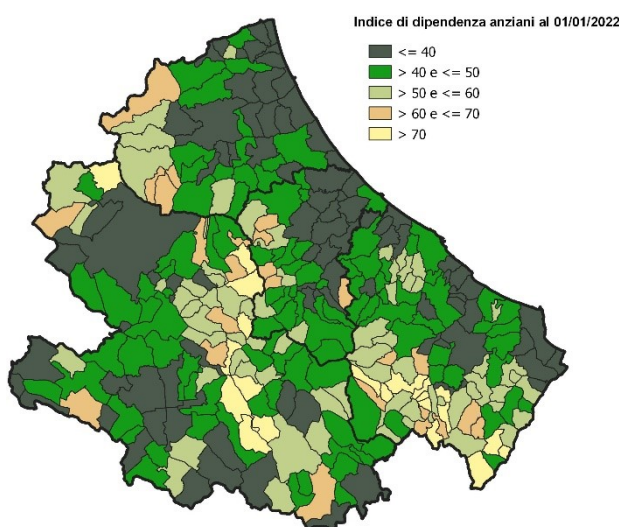 Indice di dipendenza anziani al 01/01/2022
<= 40
> 40 e <= 50
> 50 e <= 60
> 60 e <= 70
> 70